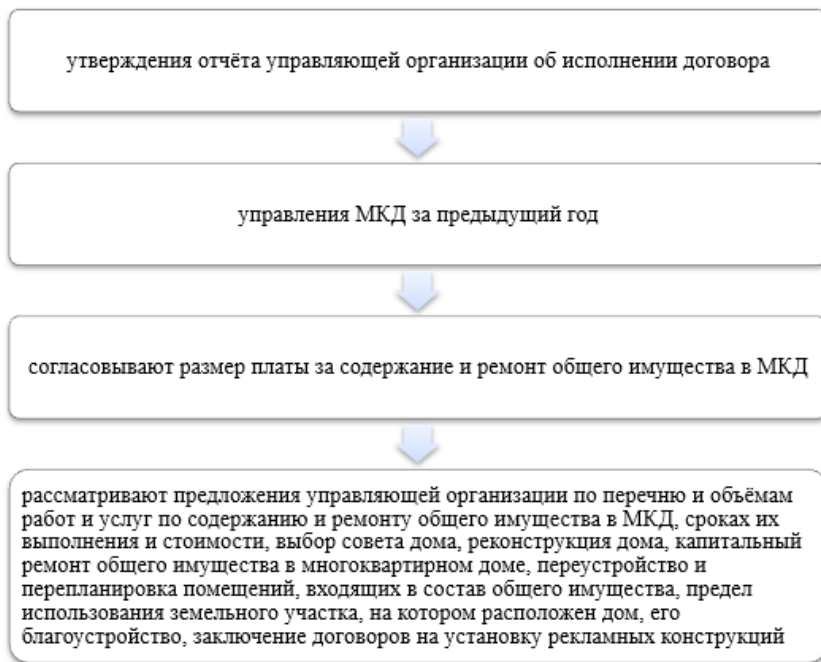 утверждения отчёта управляющей организации об исполнении договора
управления МКД за предыдущий год
согласовывают размер платы за содержание и ремонт общего имущества в МКД
рассматривают предложения управляющей организации по перечню и объёмам
работ и услуг по содержанию и ремонту общего имущества в МКД, сроках их
выполнения и стоимости, выбор совета дома, реконструкция дома, капитальный
ремонт общего имущества в многоквартирном доме, переустройство и
перепланировка помещений, входящих в состав общего имущества, предел
использования земельного участка, на котором расположен дом, его
благоустройство, заключение договоров на установку рекламных конструкций